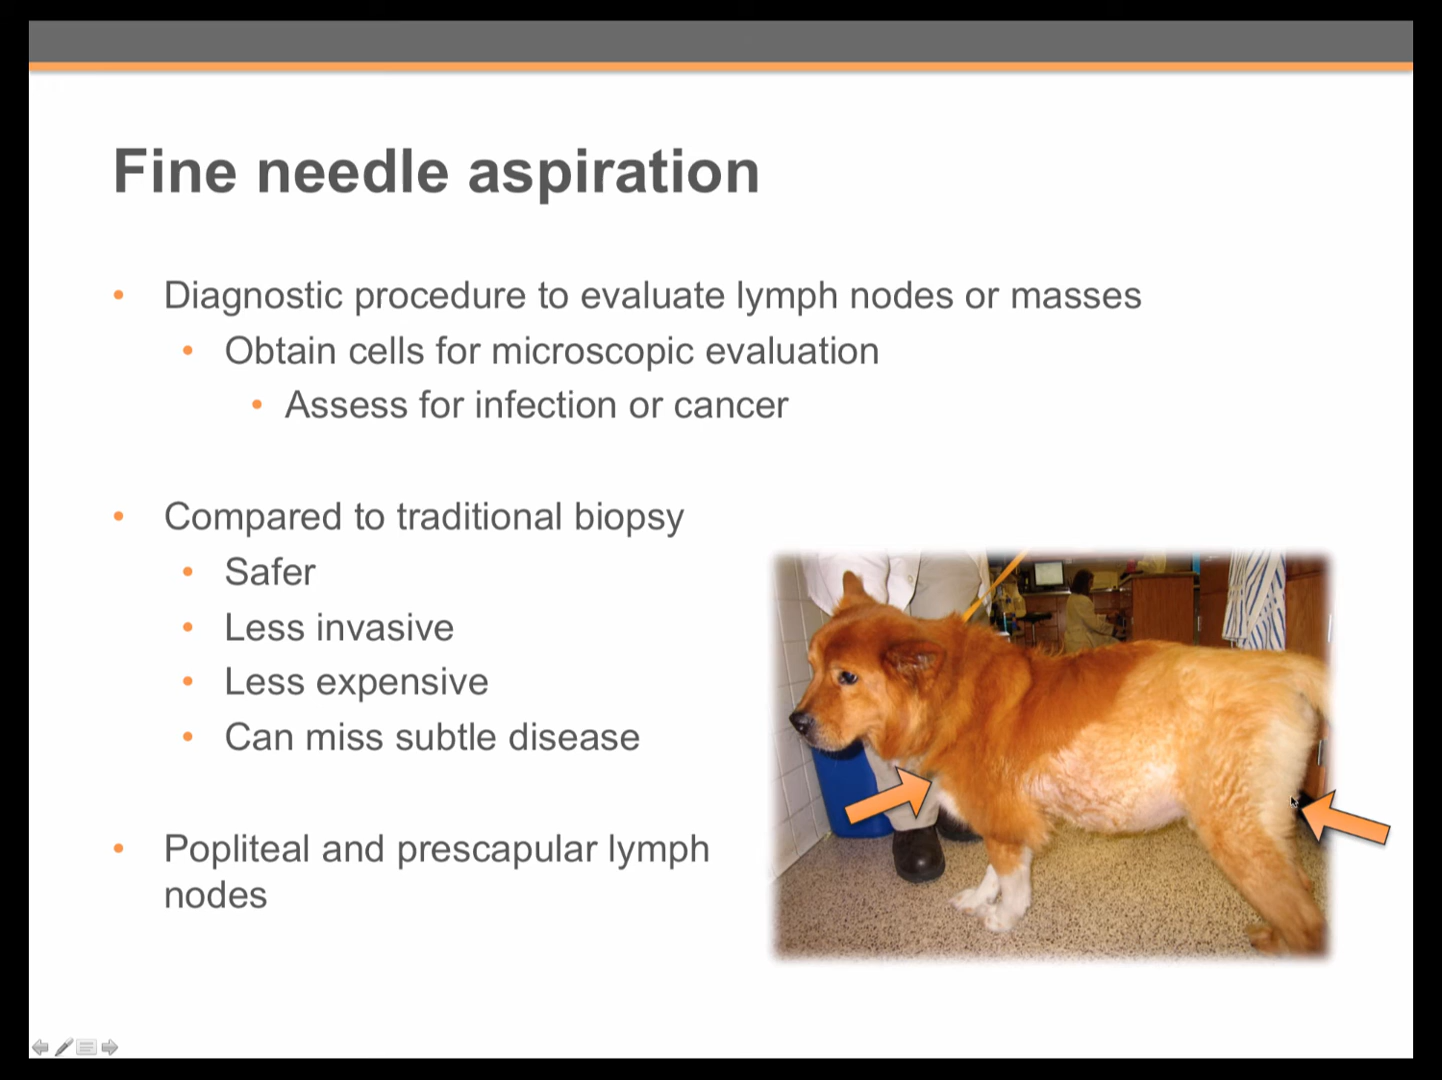 Fine needle aspiration
• Diagnostic procedure to evaluate lymph nodes or masses
• Obtain cells for microscopic evaluation
• Assess for infection or cancer
• Compared to traditional biopsy
• Safer
• Less invasive
• Less expensive
• Can miss subtle disease
• Popliteal and prescapular lymph
nodes